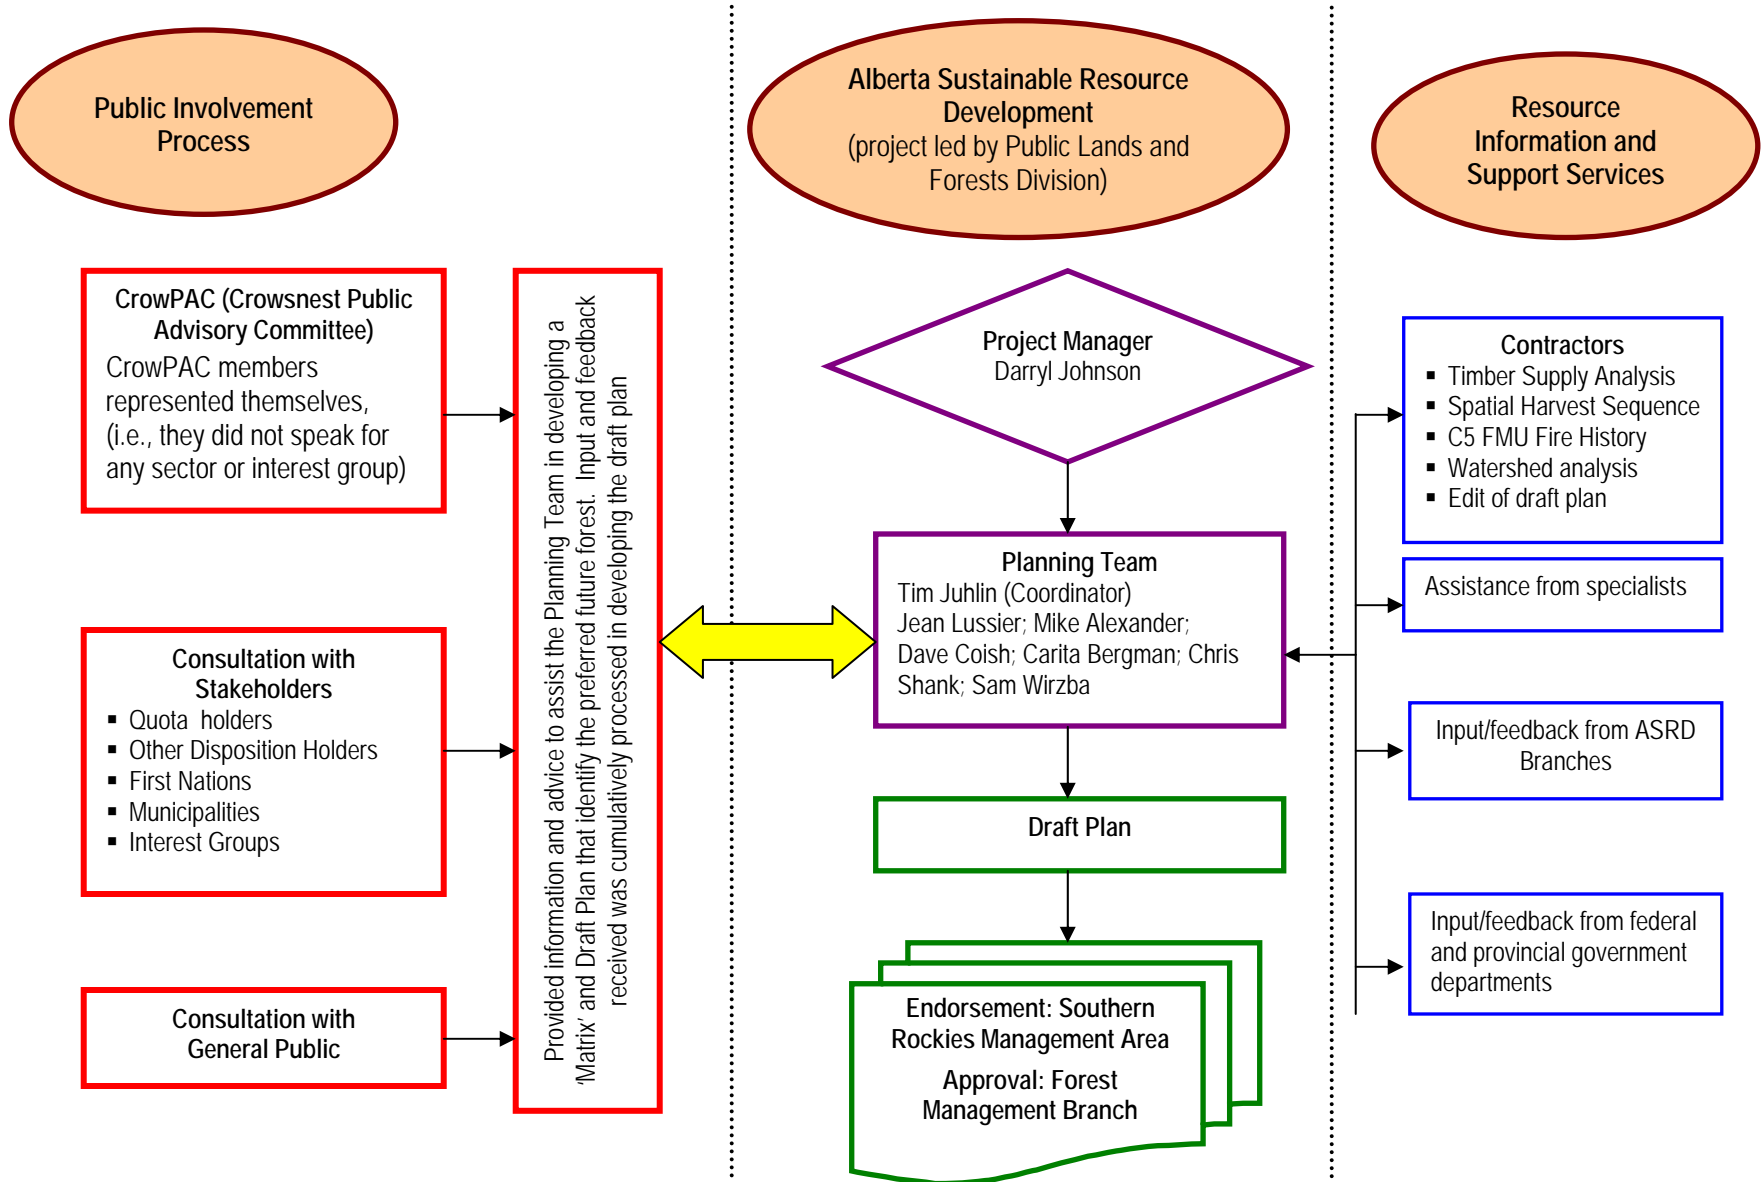 Public Involvement
Process
Alberta Sustainable Resource
Development
(project led by Public Lands and
Forests Division)
Resource
Information and
Support Services
CrowPAC (Crowsnest Public
Advisory Committee)
CrowPAC members
represented themselves,
(i.e., they did not speak for
any sector or interest group)
Consultation with
Stakeholders
▪ Quota holders
▪ Other Disposition Holders
▪ First Nations
▪ Municipalities
▪ Interest Groups
Consultation with
General Public
Provided information and advice to assist the Planning Team in developing a
‘Matrix’ and Draft Plan that identify the preferred future forest. Input and feedback
received was cumulatively processed in developing the draft plan
Project Manager
Darryl Johnson
Planning Team
Tim Juhlin (Coordinator)
Jean Lussier; Mike Alexander;
Dave Coish; Carita Bergman; Chris
Shank; Sam Wirzba
Draft Plan
Endorsement: Southern
Rockies Management Area
Approval: Forest
Management Branch
Contractors
▪ Timber Supply Analysis
▪ Spatial Harvest Sequence
▪ C5 FMU Fire History
▪ Watershed analysis
▪ Edit of draft plan
Assistance from specialists
Input/feedback from ASRD
Branches
Input/feedback from federal
and provincial government
departments